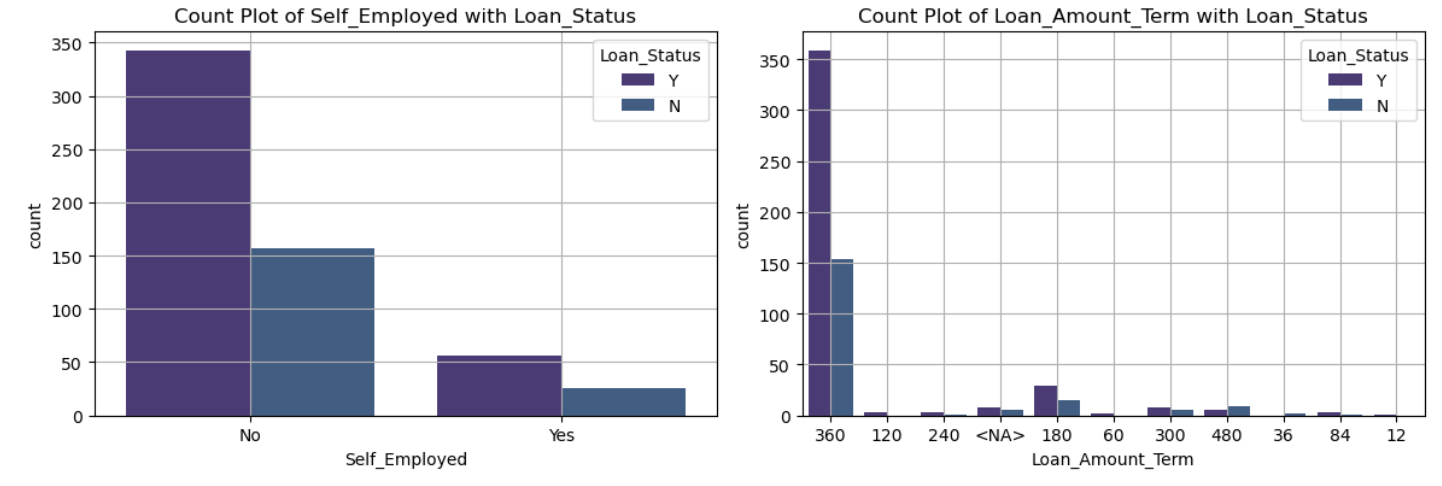 Count Plot of Self_Employed with Loan_Status
350
300
250
200
150
100
50
0
count
Loan_Status
Y
N
No Yes
Self_Employed
Count Plot of Loan_Amount_Term with Loan_Status
350
300
250
200
150
100
50
0
count
Loan_Status
Y
N
360 120 240 <NA> 180 60 300 480 36 84 12
Loan_Amount_Term